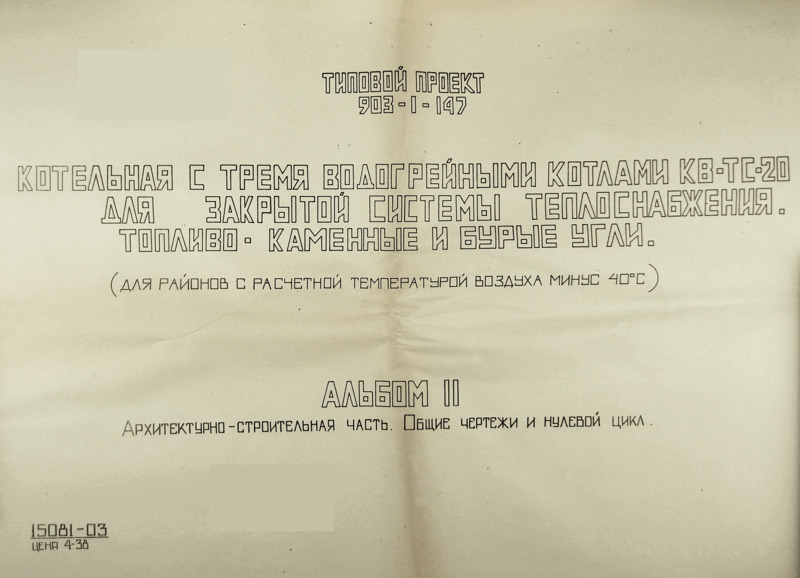 ТИПОВОЙ ПРОЕКТ
903-1-147
КОТЕЛЬНАЯ С ТРЕМЯ ВОДОГРЕЙНЫМИ КОТЛАМИ КВ-ТС-20
ДЛЯ ЗАКРЫТОЙ СИСТЕМЫ ТЕПЛОСНАБЖЕНИЯ.
ТОПЛИВО - КАМЕННЫЕ И БУРЫЕ УГЛИ.
(ДЛЯ РАЙОНОВ С РАСЧЕТНОЙ ТЕМПЕРАТУРОЙ ВОЗДУХА МИНУС 40°С)
АЛЬБОМ II
АРХИТЕКТУРНО-СТРОИТЕЛЬНАЯ ЧАСТЬ. ОБЩИЕ ЧЕРТЕЖИ И НУЛЕВОЙ ЦИКЛ.
15081-03
ЦЕНА 4-38